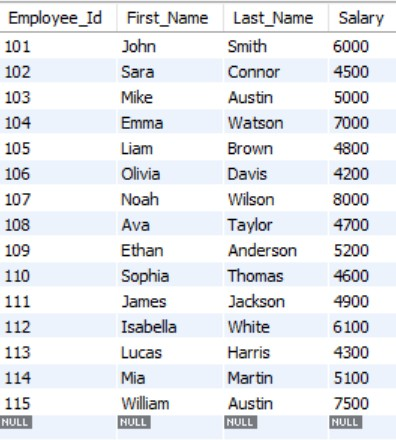 Employee_Id First_Name Last_Name Salary
101 John Smith 6000
102 Sara Connor 4500
103 Mike Austin 5000
104 Emma Watson 7000
105 Liam Brown 4800
106 Olivia Davis 4200
107 Noah Wilson 8000
108 Ava Taylor 4700
109 Ethan Anderson 5200
110 Sophia Thomas 4600
111 James Jackson 4900
112 Isabella White 6100
113 Lucas Harris 4300
114 Mia Martin 5100
115 William Austin 7500
NULL NULL NULL NULL